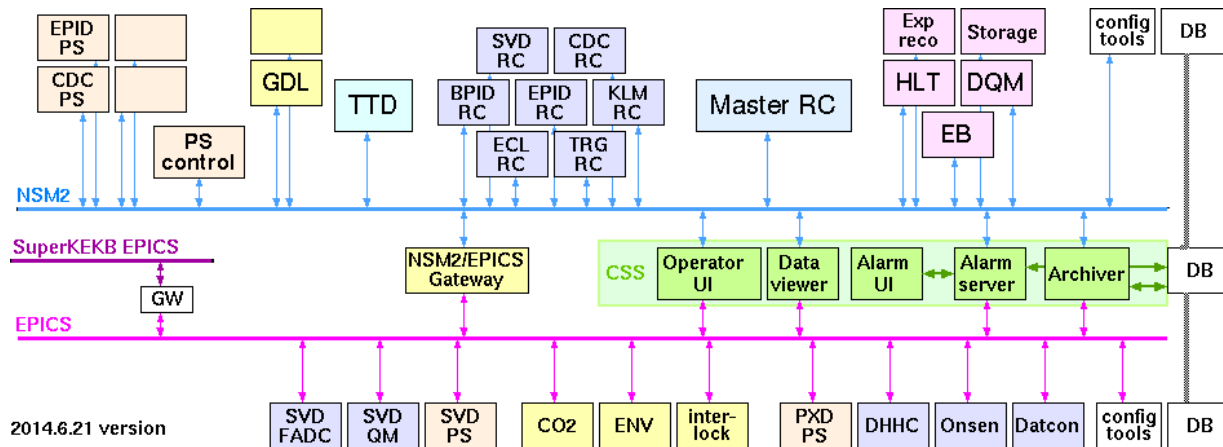 EPID
PS
CDC
PS
PS
control
GDL
TTD
SVD
RC
CDC
RC
BPID
RC
EPID
RC
KLM
RC
ECL
RC
TRG
RC
Master RC
Exp
reco
Storage
HLT
DQM
EB
config
tools
DB
NSM2
SuperKEKB EPICS
GW
NSM2/EPICS
Gateway
CSS
Operator
UI
Data
viewer
Alarm
UI
Alarm
server
Archiver
DB
EPICS
2014.6.21 version
SVD
FADC
SVD
QM
SVD
PS
CO2
ENV
inter-
lock
PXD
PS
DHHC
Onsen
Datcon
config
tools
DB